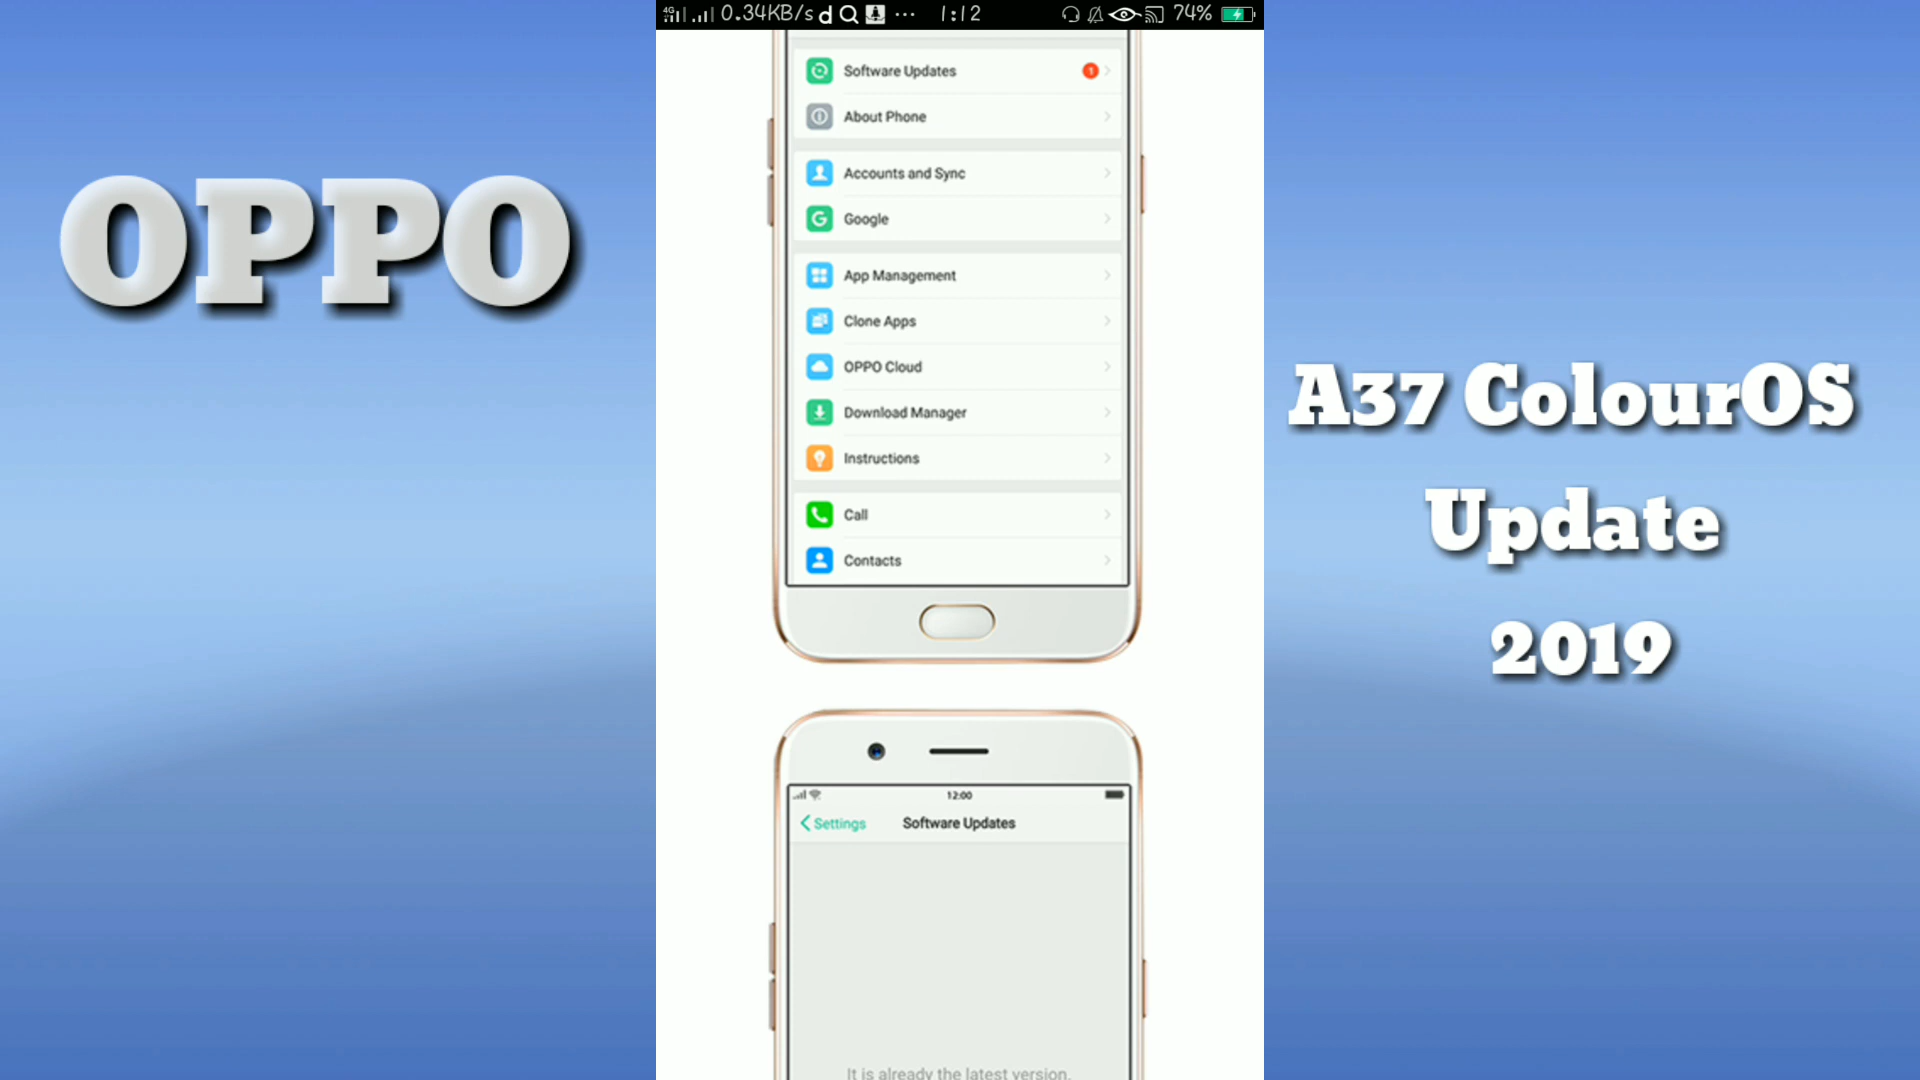 4G 0.34KB/s d ... 1:12 74%
OPPO
Software Updates 1
About Phone
Accounts and Sync
Google
App Management
Clone Apps
OPPO Cloud
Download Manager
Instructions
Call
Contacts
12:00
Settings Software Updates
It is already the latest version.
A37 ColourOS
Update
2019